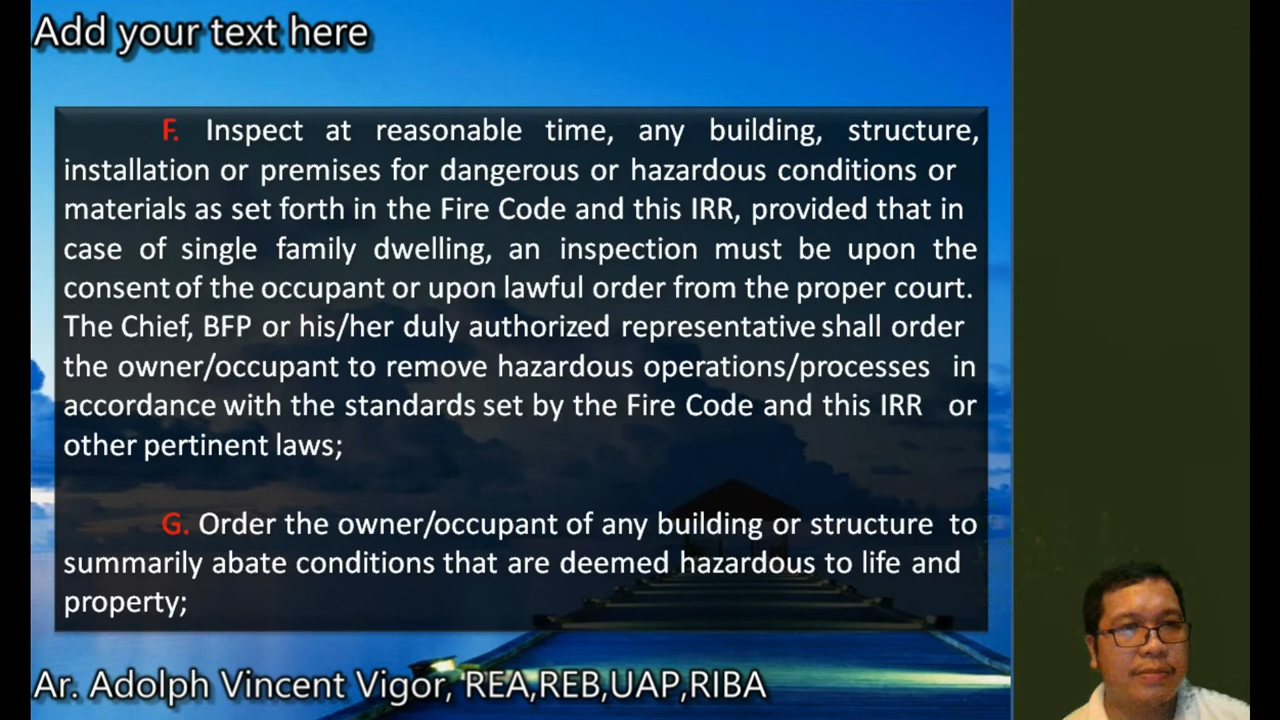 Add your text here
F. Inspect at reasonable time, any building, structure,
installation or premises for dangerous or hazardous conditions or
materials as set forth in the Fire Code and this IRR, provided that in
case of single family dwelling, an inspection must be upon the
consent of the occupant or upon lawful order from the proper court.
The Chief, BFP or his/her duly authorized representative shall order
the owner/occupant to remove hazardous operations/processes in
accordance with the standards set by the Fire Code and this IRR or
other pertinent laws;
G. Order the owner/occupant of any building or structure to
summarily abate conditions that are deemed hazardous to life and
property;
Ar. Adolph Vincent Vigor, REA,REB,UAP,RIBA